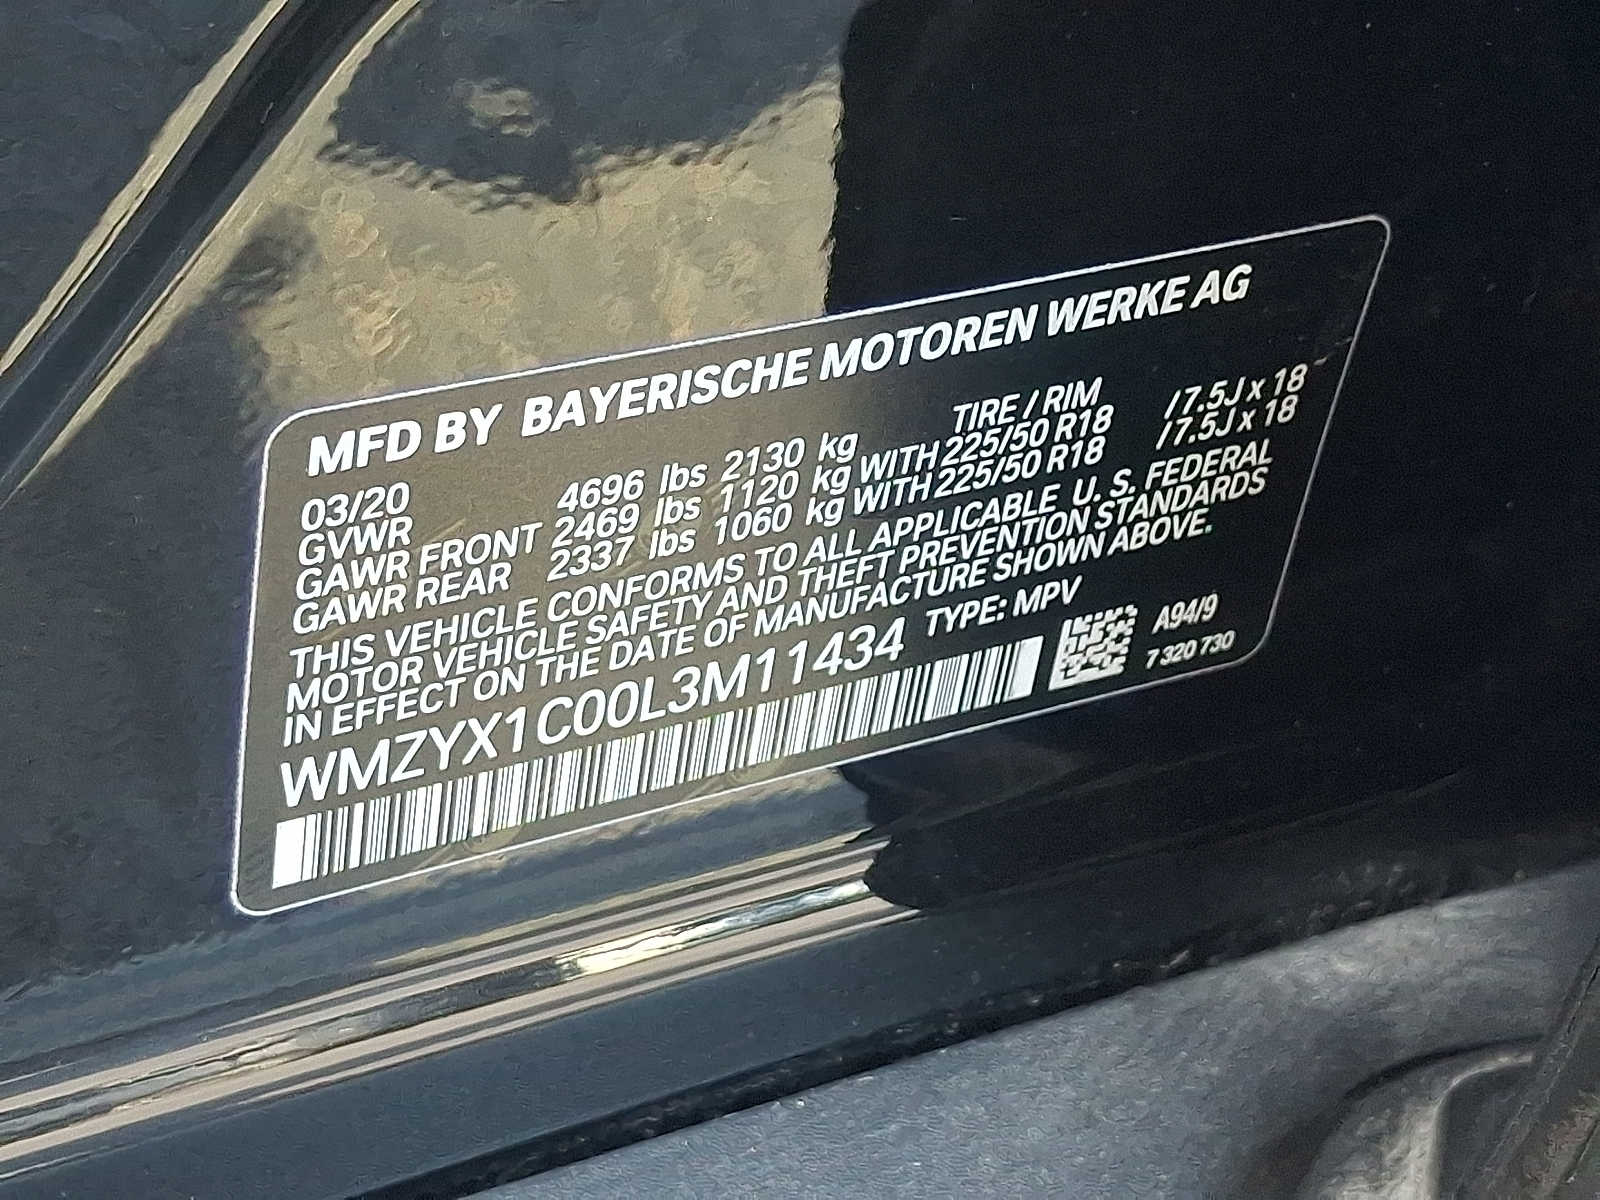 MFD BY BAYERISCHE MOTOREN WERKE AG
03/20 TIRE / RIM
GVWR 4696 lbs 2130 kg
GAWR FRONT 2469 lbs 1120 kg WITH 225/50 R18 / 7.5J x 18
GAWR REAR 2337 lbs 1060 kg WITH 225/50 R18 / 7.5J x 18
THIS VEHICLE CONFORMS TO ALL APPLICABLE U. S. FEDERAL
MOTOR VEHICLE SAFETY AND THEFT PREVENTION STANDARDS
IN EFFECT ON THE DATE OF MANUFACTURE SHOWN ABOVE.
WMZYX1C00L3M11434 TYPE: MPV
A94/9
7 320 730